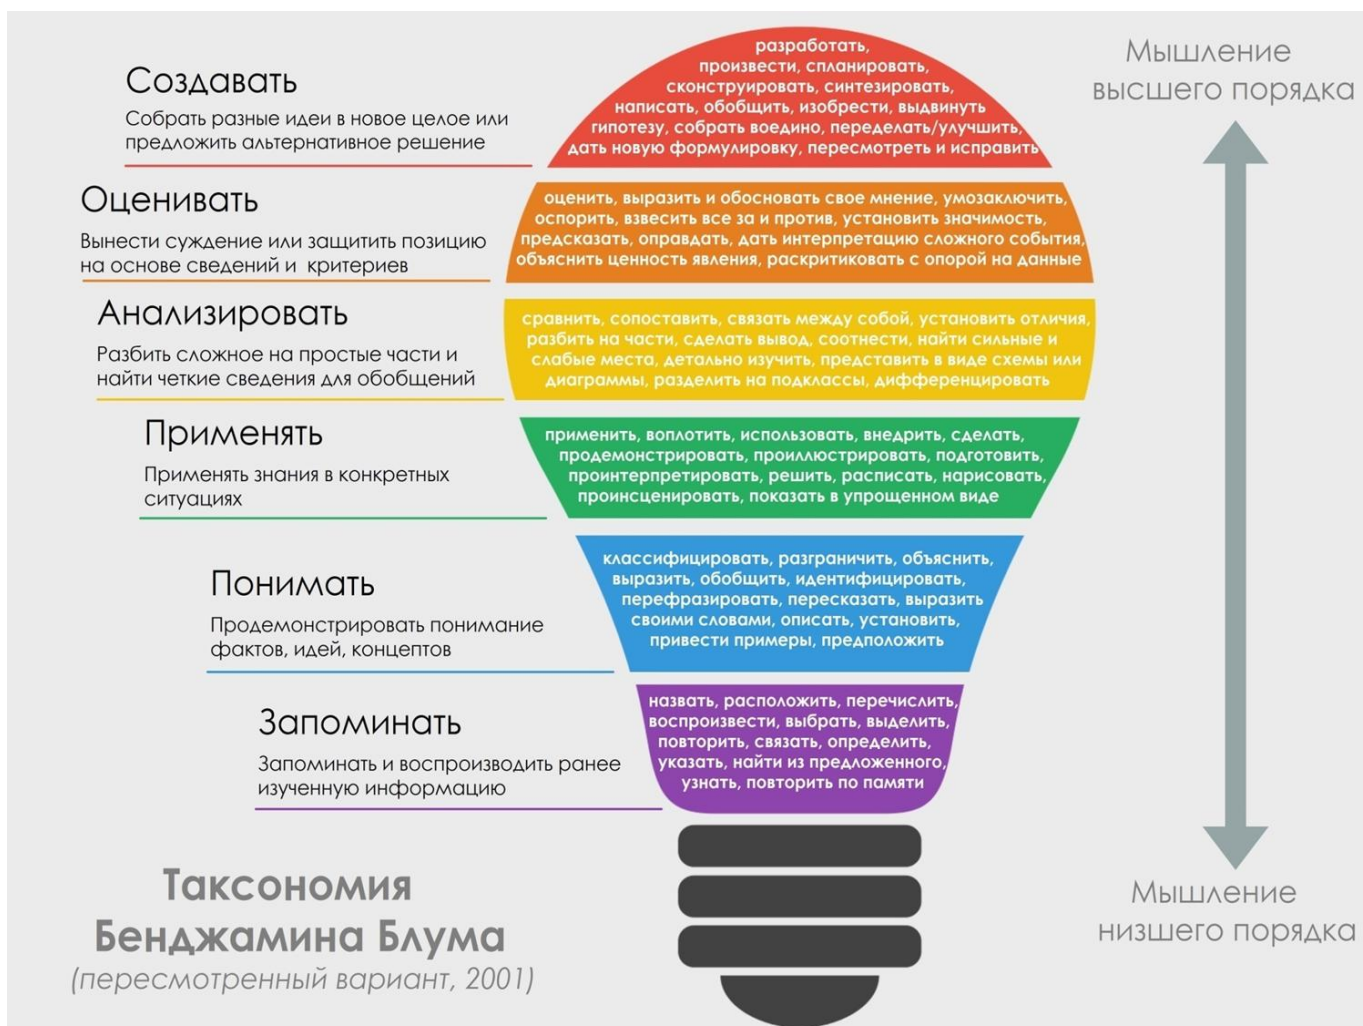 Создавать
Собрать разные идеи в новое целое или
предложить альтернативное решение
разработать,
произвести, спланировать,
сконструировать, синтезировать,
написать, обобщить, изобрести, выдвинуть
гипотезу, собрать воедино, переделать/улучшить,
дать новую формулировку, пересмотреть и исправить
Мышление
высшего порядка
Оценивать
Вынести суждение или защитить позицию
на основе сведений и критериев
оценить, выразить и обосновать свое мнение, умозаключить,
оспорить, взвесить все за и против, установить значимость,
предсказать, оправдать, дать интерпретацию сложного события,
объяснить ценность явления, раскритиковать с опорой на данные
Анализировать
Разбить сложное на простые части и
найти четкие сведения для обобщений
сравнить, сопоставить, связать между собой, установить отличия,
разбить на части, сделать вывод, соотнести, найти сильные и
слабые места, детально изучить, представить в виде схемы или
диаграммы, разделить на подклассы, дифференцировать
Применять
Применять знания в конкретных
ситуациях
применить, воплотить, использовать, внедрить, сделать,
продемонстрировать, проиллюстрировать, подготовить,
проинтерпретировать, решить, расписать, нарисовать,
проинсценировать, показать в упрощенном виде
Понимать
Продемонстрировать понимание
фактов, идей, концептов
классифицировать, разграничить, объяснить,
выразить, обобщить, идентифицировать,
перефразировать, пересказать, выразить
своими словами, описать, установить,
привести примеры, предположить
Запоминать
Запоминать и воспроизводить ранее
изученную информацию
назвать, расположить, перечислить,
воспроизвести, выбрать, выделить,
повторить, связать, определить,
указать, найти из предложенного,
узнать, повторить по памяти
Таксономия
Бенджамина Блума
(пересмотренный вариант, 2001)
Мышление
низшего порядка